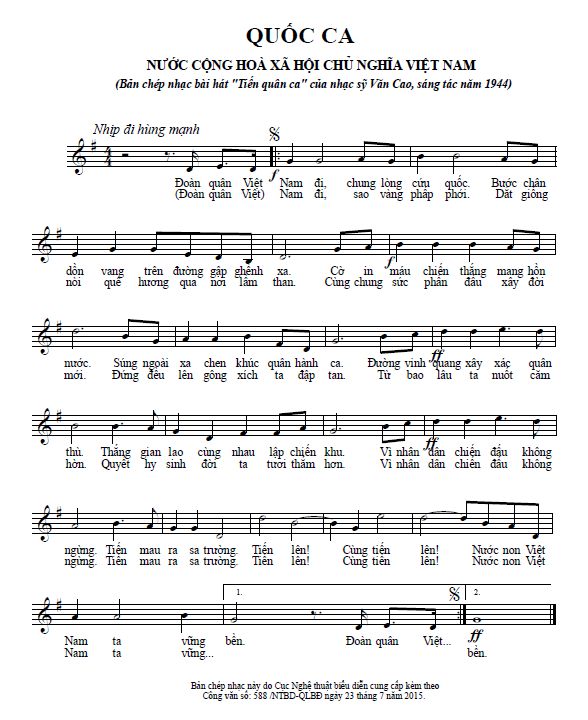 QUỐC CA
NƯỚC CỘNG HOÀ XÃ HỘI CHỦ NGHĨA VIỆT NAM
(Bản chép nhạc bài hát "Tiến quân ca" của nhạc sỹ Văn Cao, sáng tác năm 1944)
Nhịp đi hùng mạnh
f
Đoàn quân Việt Nam đi, chung lòng cứu quốc. Bước chân
(Đoàn quân Việt) Nam đi, sao vàng phấp phới. Dắt giống
f
dồn vang trên đường gập ghềnh xa. Cờ in máu chiến thắng mang hồn
nòi quê hương qua nơi lầm than. Cùng chung sức phấn đấu xây đời
ff
nước. Súng ngoài xa chen khúc quân hành ca. Đường vinh quang xây xác quân
mới. Đứng đều lên gông xích ta đập tan. Từ bao lâu ta nuốt căm
ff
thù. Thắng gian lao cùng nhau lập chiến khu. Vì nhân dân chiến đấu không
hờn. Quyết hy sinh đời ta tươi thắm hơn. Vì nhân dân chiến đấu không
ngừng. Tiến mau ra sa trường. Tiến lên! Cùng tiến lên! Nước non Việt
ngừng. Tiến mau ra sa trường. Tiến lên! Cùng tiến lên! Nước non Việt
1. 2.
ff
Nam ta vững bền. Đoàn quân Việt...
Nam ta vững... bền.
Bản chép nhạc này do Cục Nghệ thuật biểu diễn cung cấp kèm theo
Công văn số: 588 /NTBD-QLBD ngày 23 tháng 7 năm 2015.